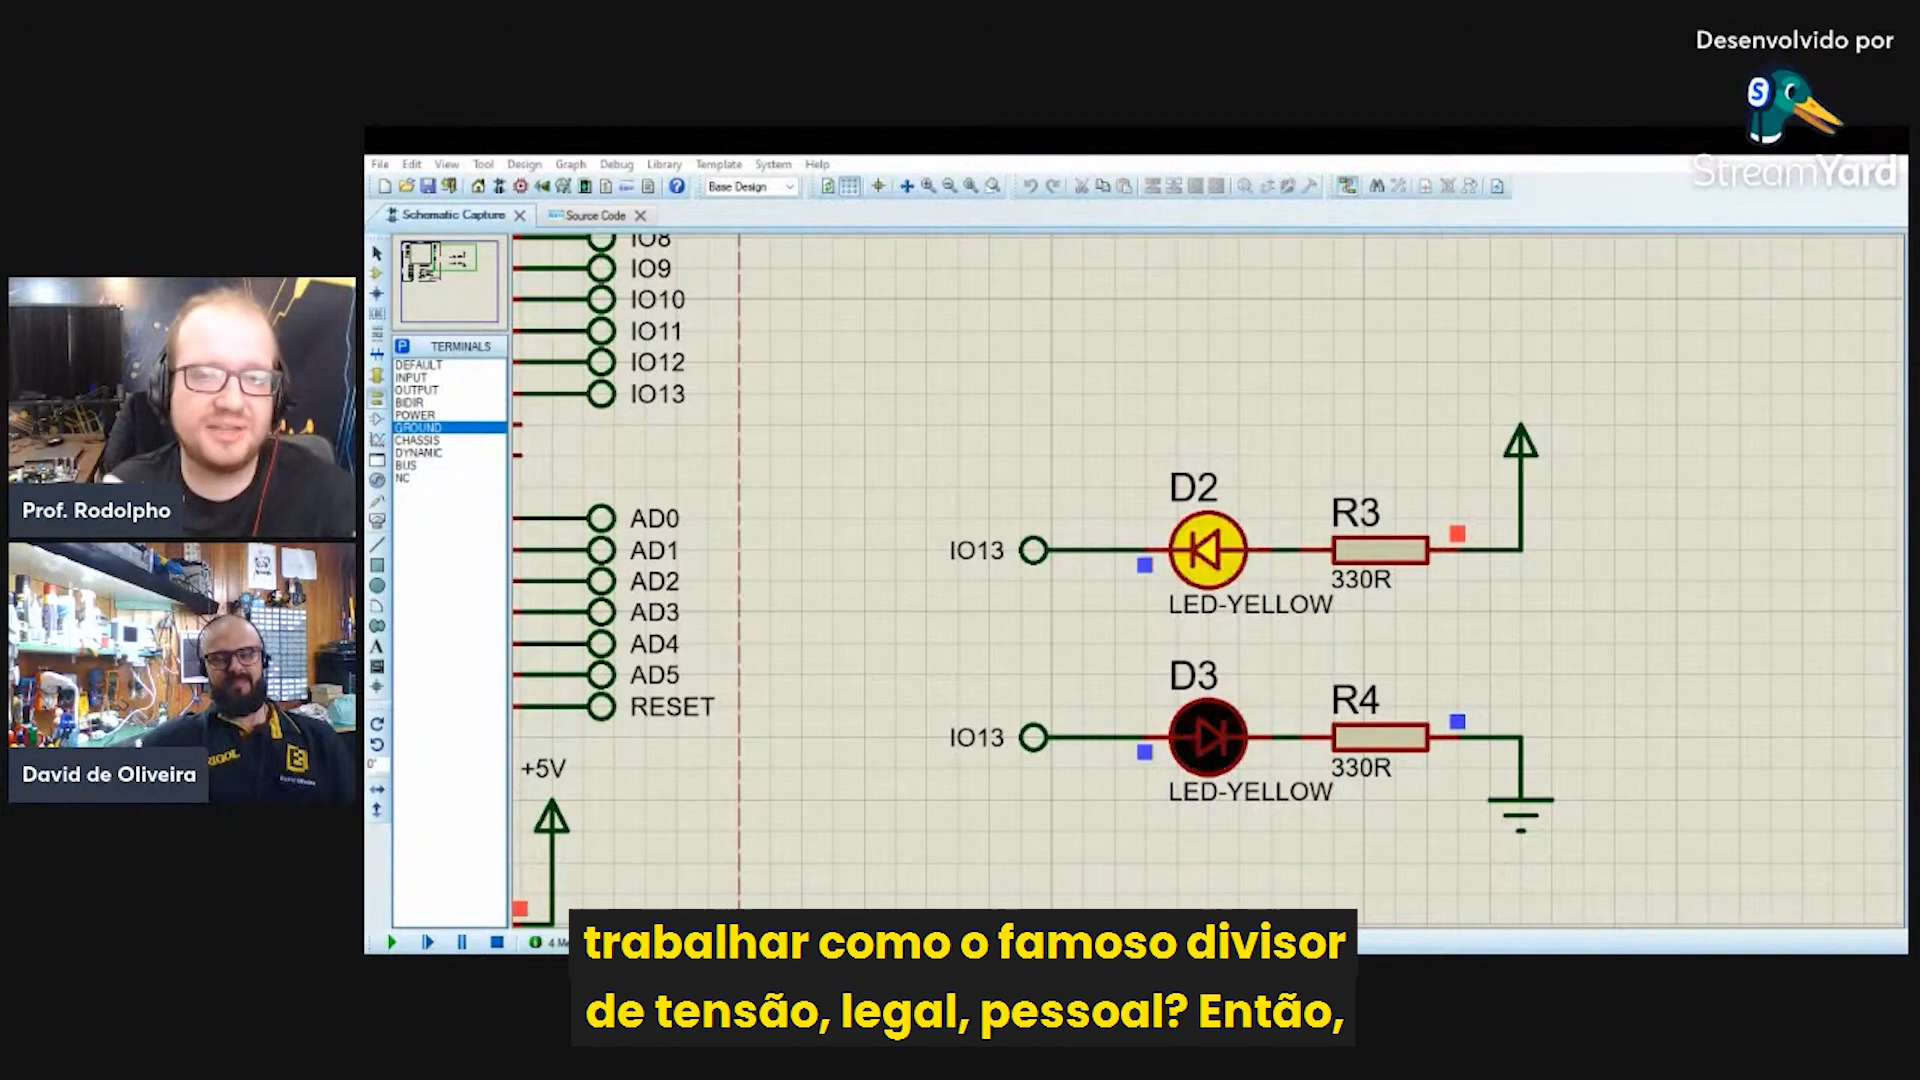 Desenvolvido por
S
StreamYard
File Edit View Tool Design Graph Debug Library Template System Help
Base Design
Schematic Capture
Source Code
P TERMINALS
DEFAULT
INPUT
OUTPUT
BIDIR
POWER
GROUND
CHASSIS
DYNAMIC
BUS
NC
IO8
IO9
IO10
IO11
IO12
IO13
AD0
AD1
AD2
AD3
AD4
AD5
RESET
+5V
D2
R3
IO13
330R
LED-YELLOW
D3
R4
IO13
330R
LED-YELLOW
Prof. Rodolpho
RIGOL
David de Oliveira
trabalhar como o famoso divisor
de tensão, legal, pessoal? Então,